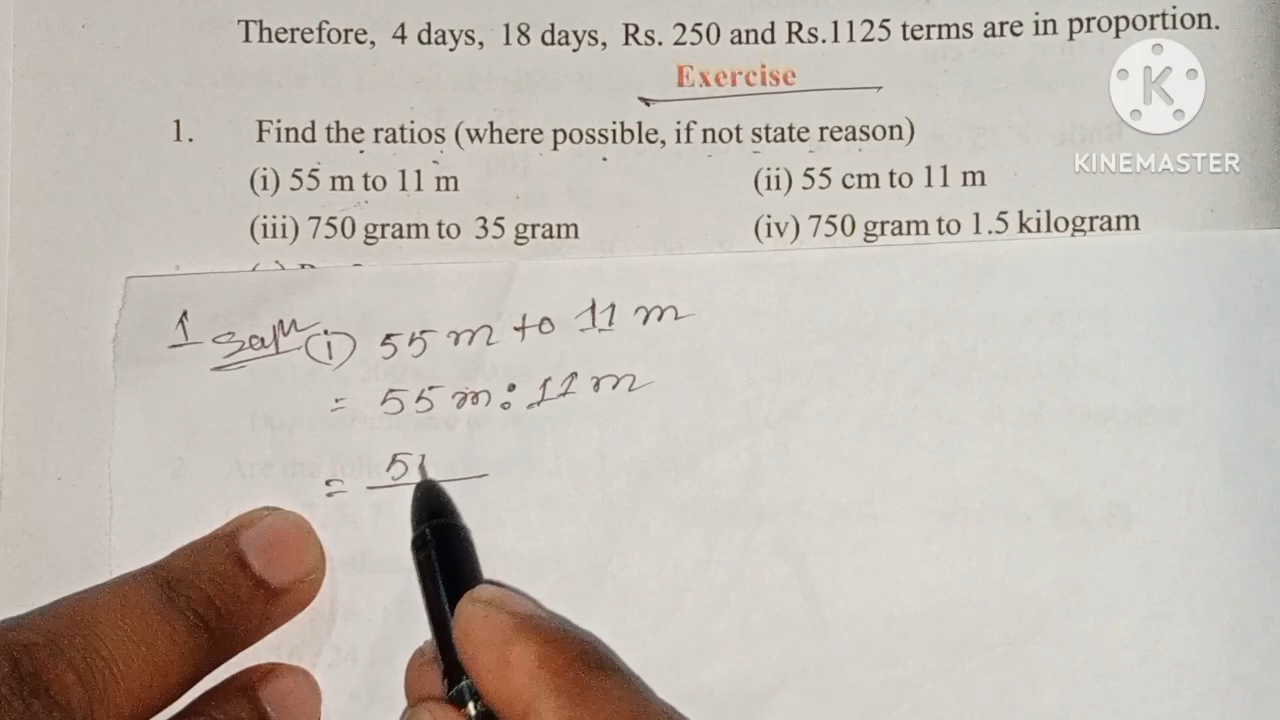 Therefore, 4 days, 18 days, Rs. 250 and Rs.1125 terms are in proportion.
Exercise
KINEMASTER
1. Find the ratios (where possible, if not state reason)
(i) 55 m to 11 m (ii) 55 cm to 11 m
(iii) 750 gram to 35 gram (iv) 750 gram to 1.5 kilogram
1 (i) 55 m to 11 m
= 55 m : 11 m
= 5